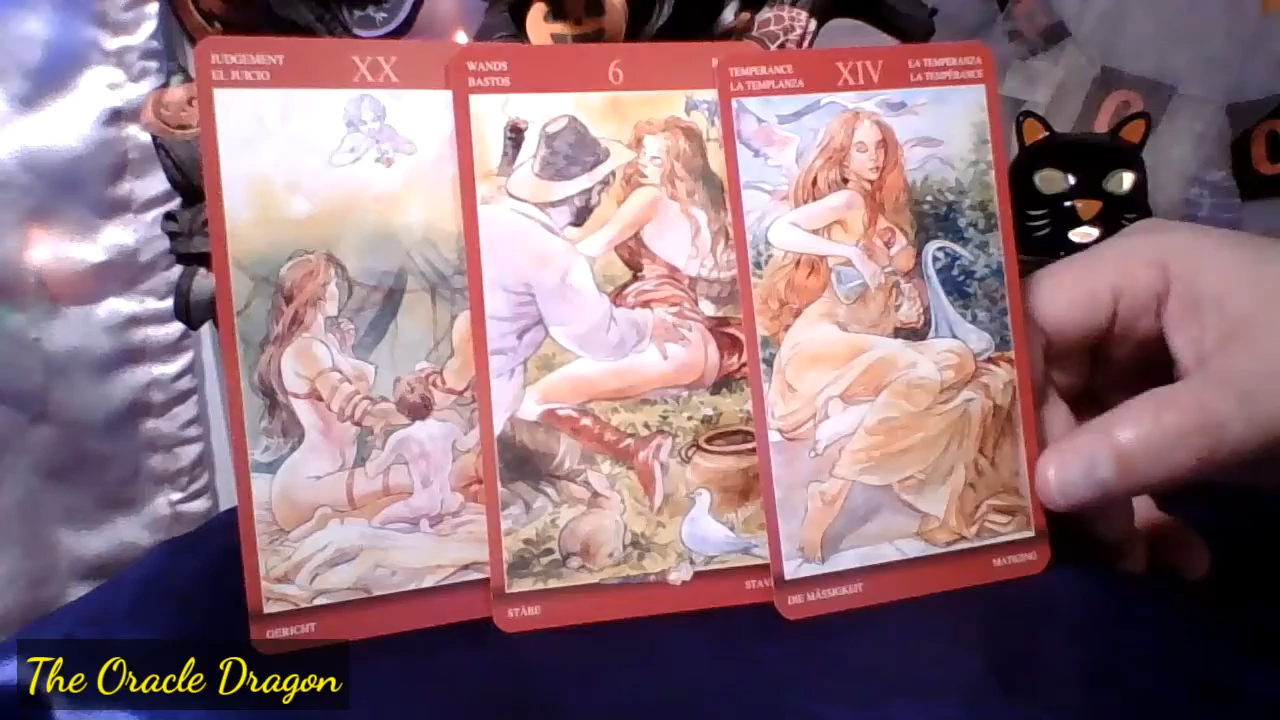 JUDGEMENT
EL JUICIO
XX
WANDS
BASTOS
6
TEMPERANCE
LA TEMPLANZA
XIV
LA TEMPERANZA
LA TEMPÉRANCE
GERICHT
STÄBE
DIE MÄSSIGKEIT
MATIGING
The Oracle Dragon